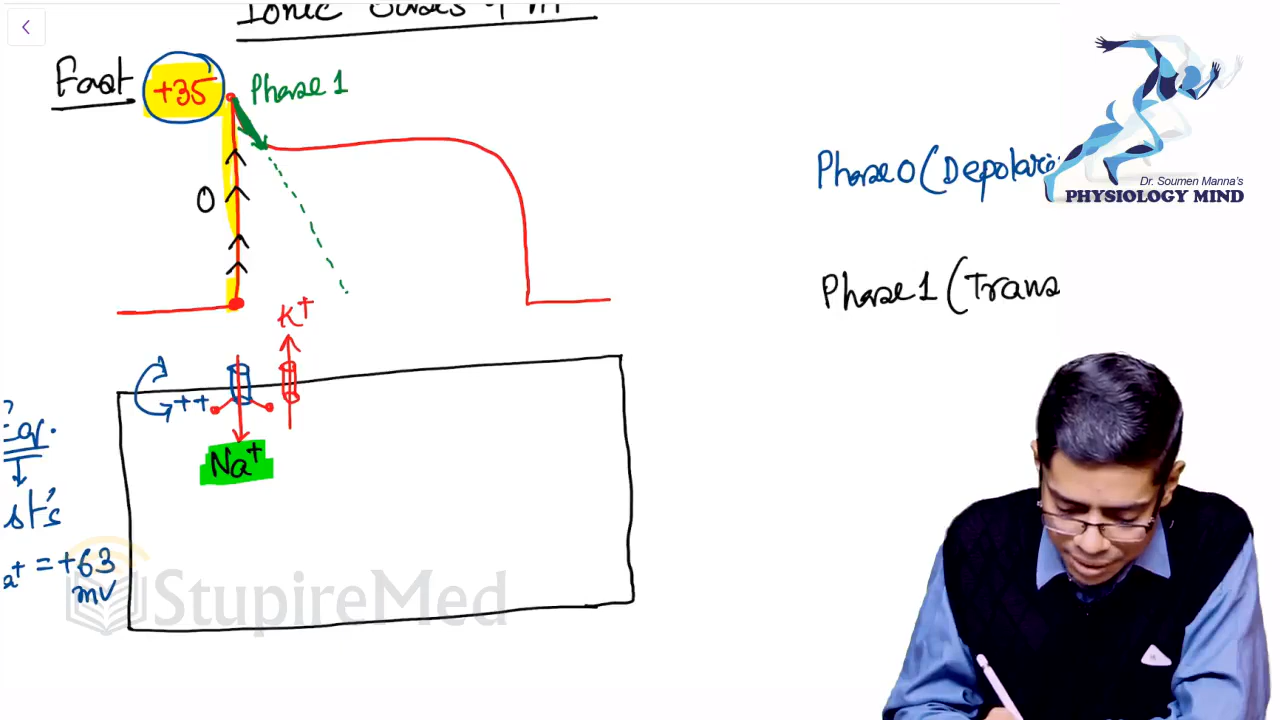 Ionic
Fast +35 Phase 1
0
Phase 0 (Depolari
Dr. Soumen Manna's
PHYSIOLOGY MIND
Phase 1 (Trans
K+
++
Na+
= +63
mv
StupireMed